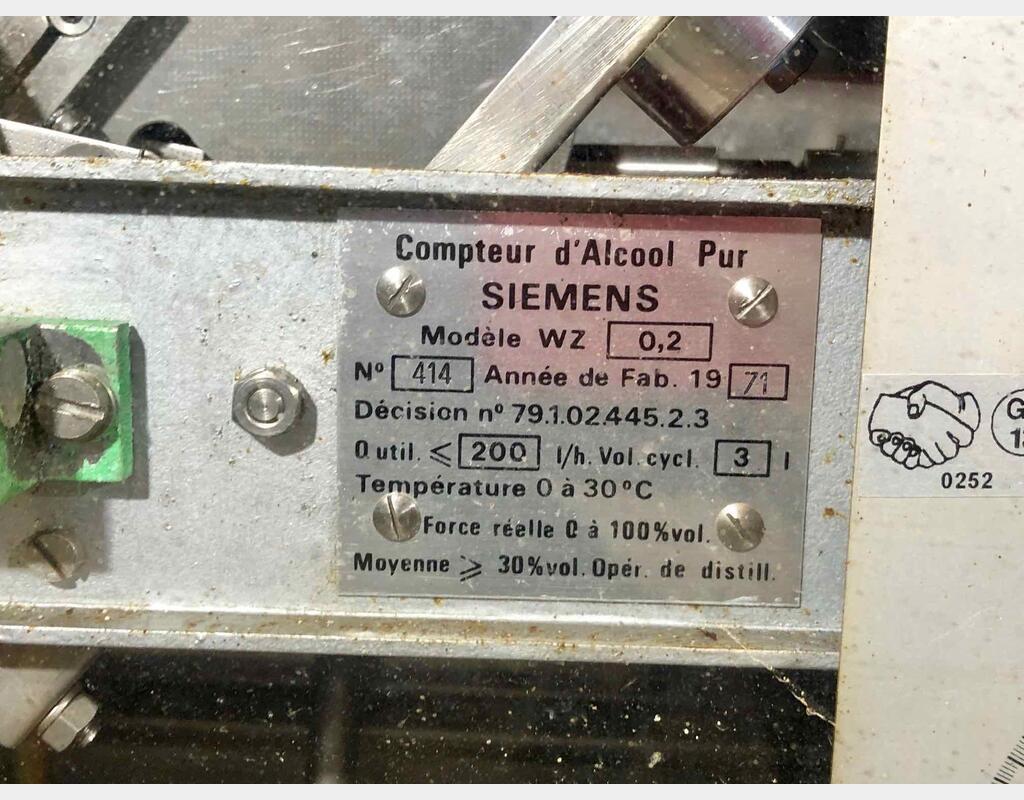 Compteur d'Alcool Pur
SIEMENS
Modèle WZ 0,2
Nº 414 Année de Fab. 19 71
Décision nº 79.1.02.445.2.3
Q util. ⩽ 200 l/h. Vol. cycl. 3 l
Température 0 à 30°C
Force réelle 0 à 100%vol.
Moyenne ⩾ 30%vol. Opér. de distill.
0252